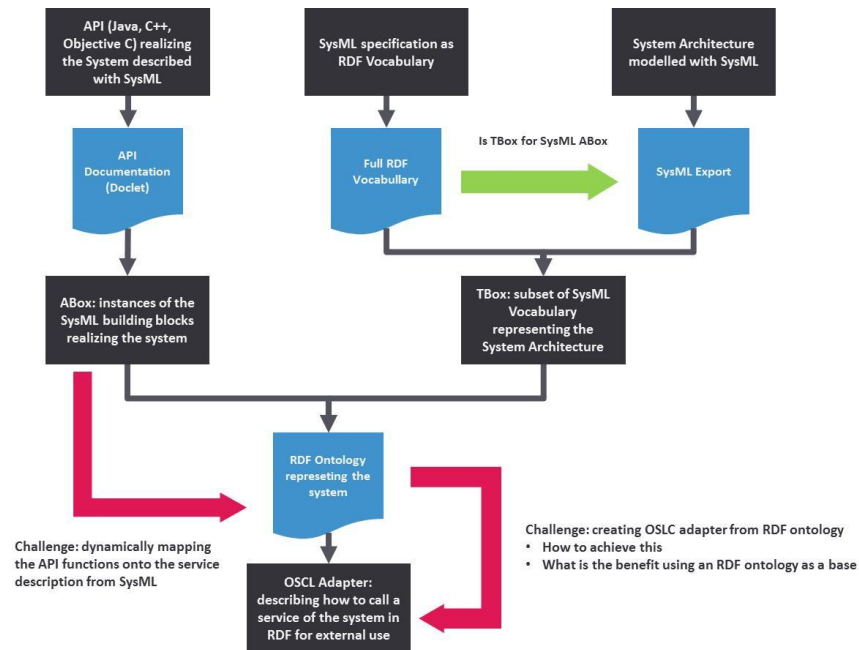 API (Java, C++,
Objective C) realizing
the System described
with SysML
SysML specification as
RDF Vocabulary
System Architecture
modelled with SysML
API
Documentation
(Doclet)
Full RDF
Vocabullary
Is TBox for SysML ABox
SysML Export
ABox: instances of the
SysML building blocks
realizing the system
TBox: subset of SysML
Vocabulary
representing the
System Architecture
RDF Ontology
represeting the
system
Challenge: dynamically mapping
the API functions onto the service
description from SysML
Challenge: creating OSLC adapter from RDF ontology
• How to achieve this
• What is the benefit using an RDF ontology as a base
OSCL Adapter:
describing how to call a
service of the system in
RDF for external use